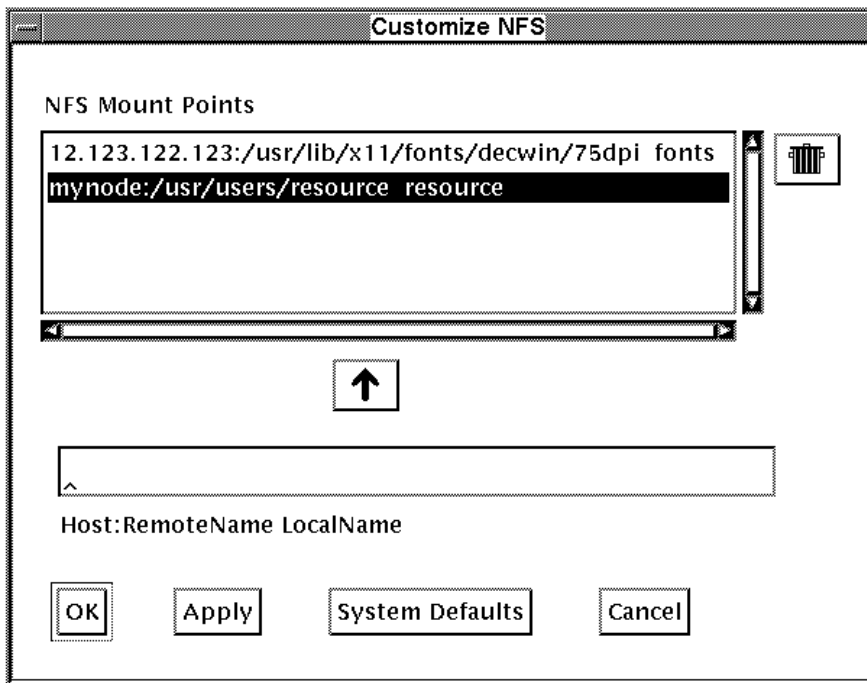 Customize NFS
NFS Mount Points
12.123.122.123:/usr/lib/x11/fonts/decwin/75dpi fonts
mynode:/usr/users/resource resource
Host:RemoteName LocalName
OK Apply System Defaults Cancel